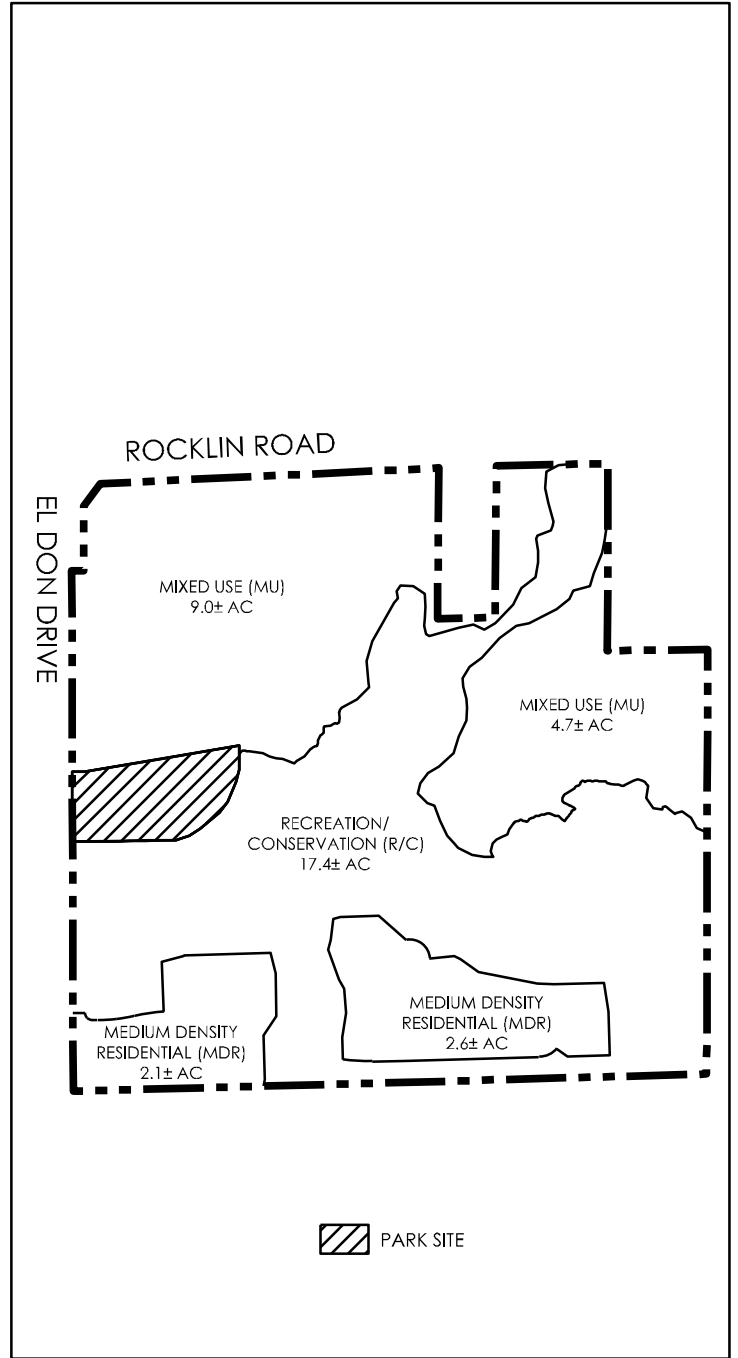 ROCKLIN ROAD
EL DON DRIVE
MIXED USE (MU)
9.0± AC
MIXED USE (MU)
4.7± AC
RECREATION/
CONSERVATION (R/C)
17.4± AC
MEDIUM DENSITY
RESIDENTIAL (MDR)
2.6± AC
MEDIUM DENSITY
RESIDENTIAL (MDR)
2.1± AC
PARK SITE